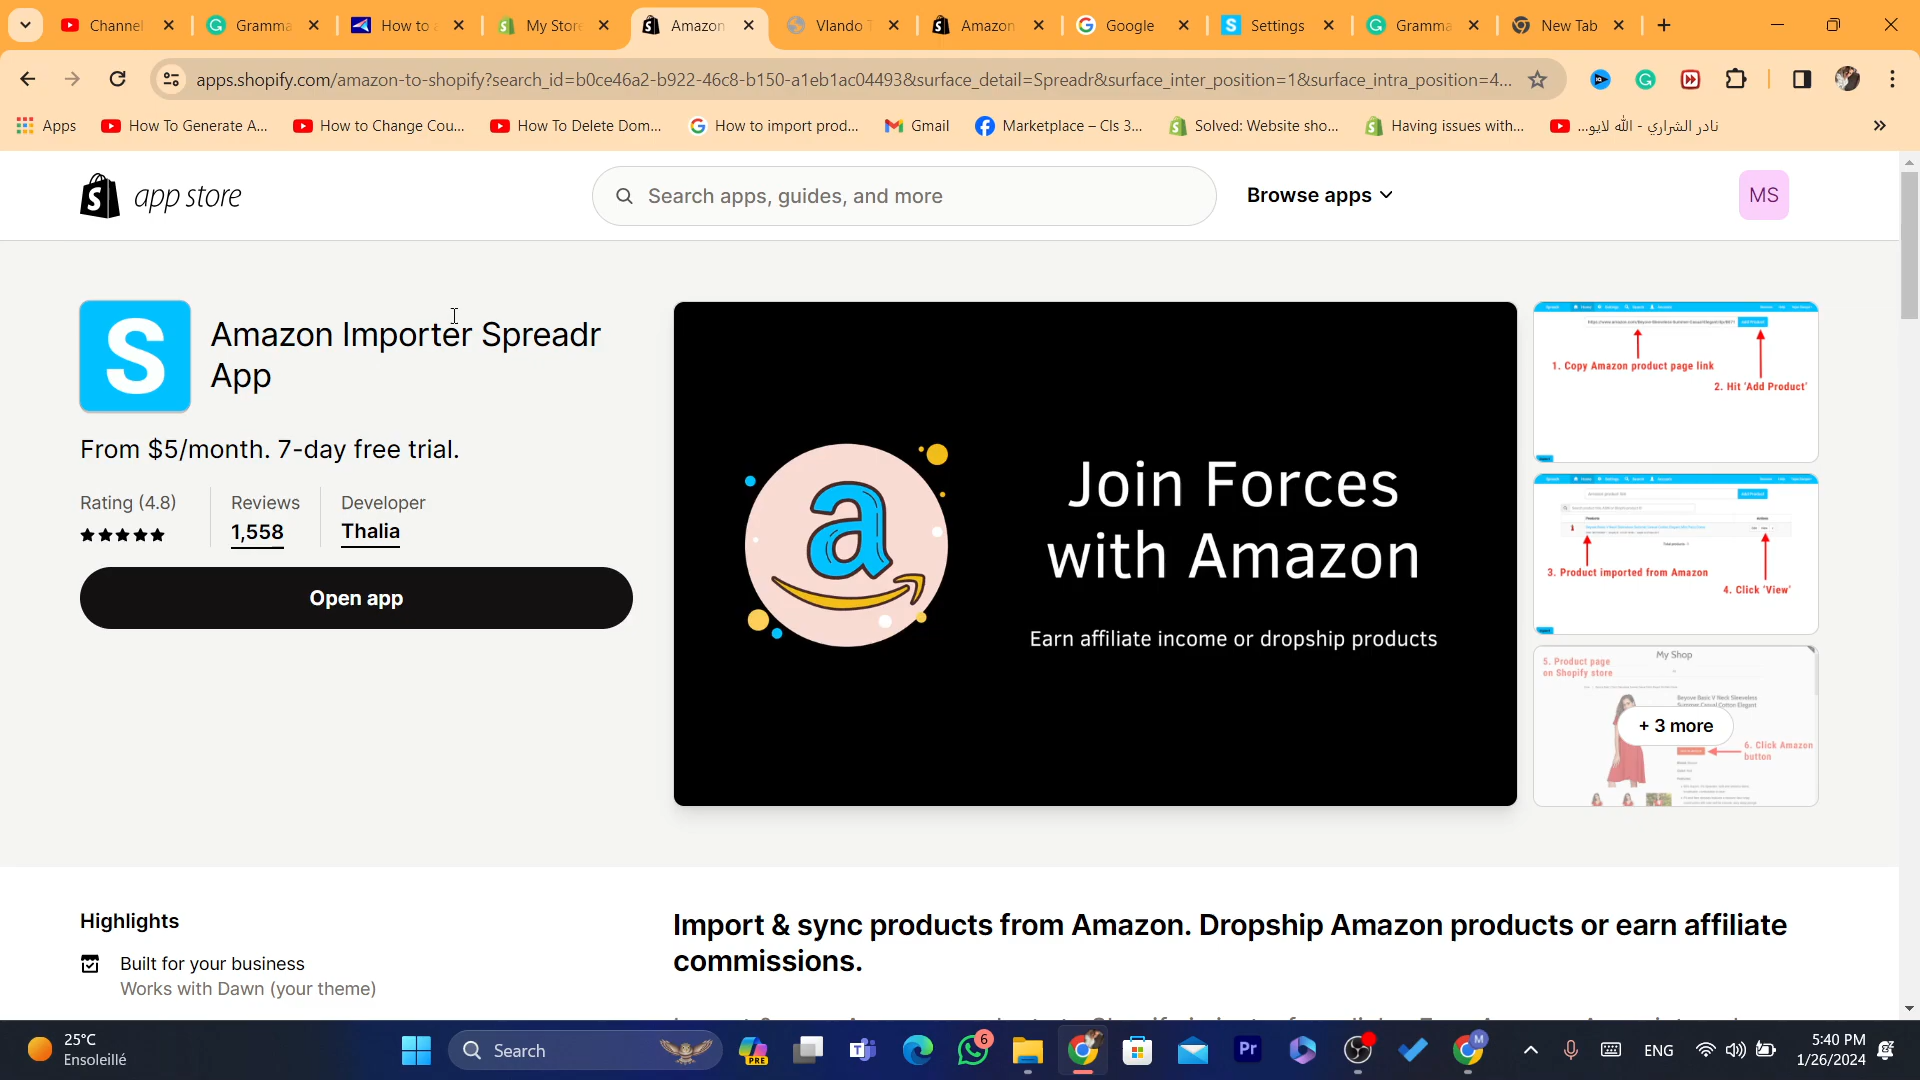 Channel
Gramma
How to a
My Store
Amazon
Vlando T
Amazon
Google
Settings
Gramma
New Tab
apps.shopify.com/amazon-to-shopify?search_id=b0ce46a2-b922-46c8-b150-a1eb1ac04493&surface_detail=Spreadr&surface_inter_position=1&surface_intra_position=4...
Apps
How To Generate A...
How to Change Cou...
How To Delete Dom...
How to import prod...
Gmail
Marketplace – Cls 3...
Solved: Website sho...
Having issues with...
نادر الشراري - الله لايو...
app store
Search apps, guides, and more
Browse apps
MS
Amazon Importer Spreadr
App
From $5/month. 7-day free trial.
Rating (4.8)
Reviews
1,558
Developer
Thalia
Open app
Join Forces
with Amazon
Earn affiliate income or dropship products
1. Copy Amazon product page link
2. Hit 'Add Product'
3. Product imported from Amazon
4. Click 'View'
5. Product page
on Shopify store
My Shop
+ 3 more
6. Click Amazon
button
Highlights
Built for your business
Works with Dawn (your theme)
Import & sync products from Amazon. Dropship Amazon products or earn affiliate
commissions.
25°C
Ensoleillé
Search
PRE
6
Pr
M
ENG
5:40 PM
1/26/2024